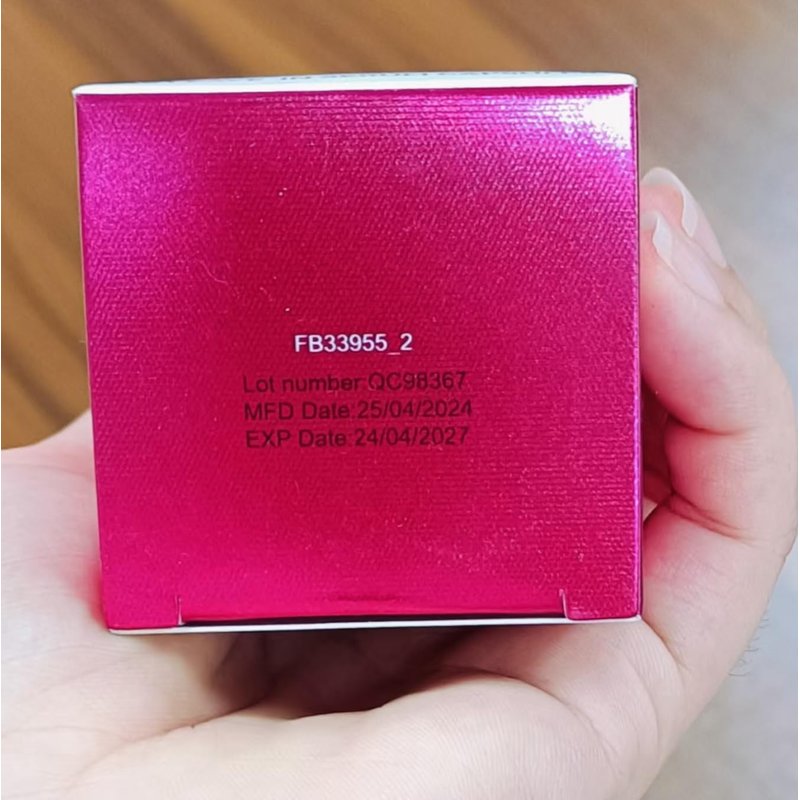 FB33955_2
Lot number:QC98367
MFD Date:25/04/2024
EXP Date:24/04/2027